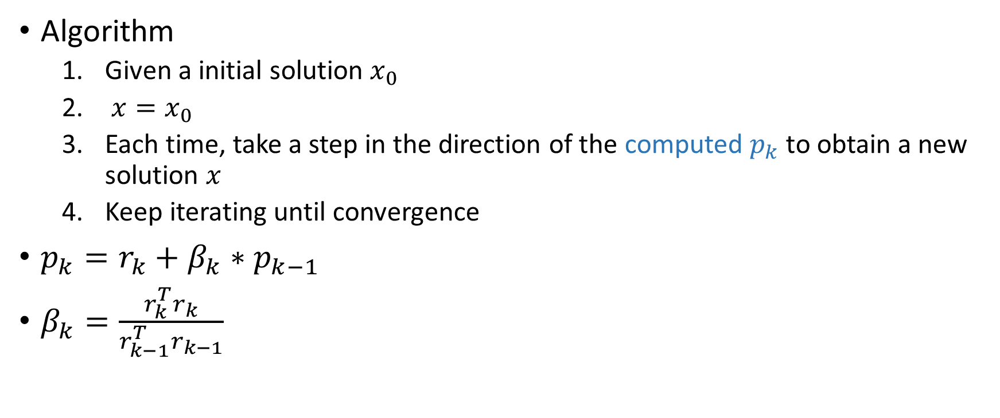 • Algorithm
1. Given a initial solution $x_0$
2. $x = x_0$
3. Each time, take a step in the direction of the computed $p_k$ to obtain a new
solution $x$
4. Keep iterating until convergence
• $p_k = r_k + \beta_k * p_{k-1}$
• $\beta_k = \frac{r_k^T r_k}{r_{k-1}^T r_{k-1}}$